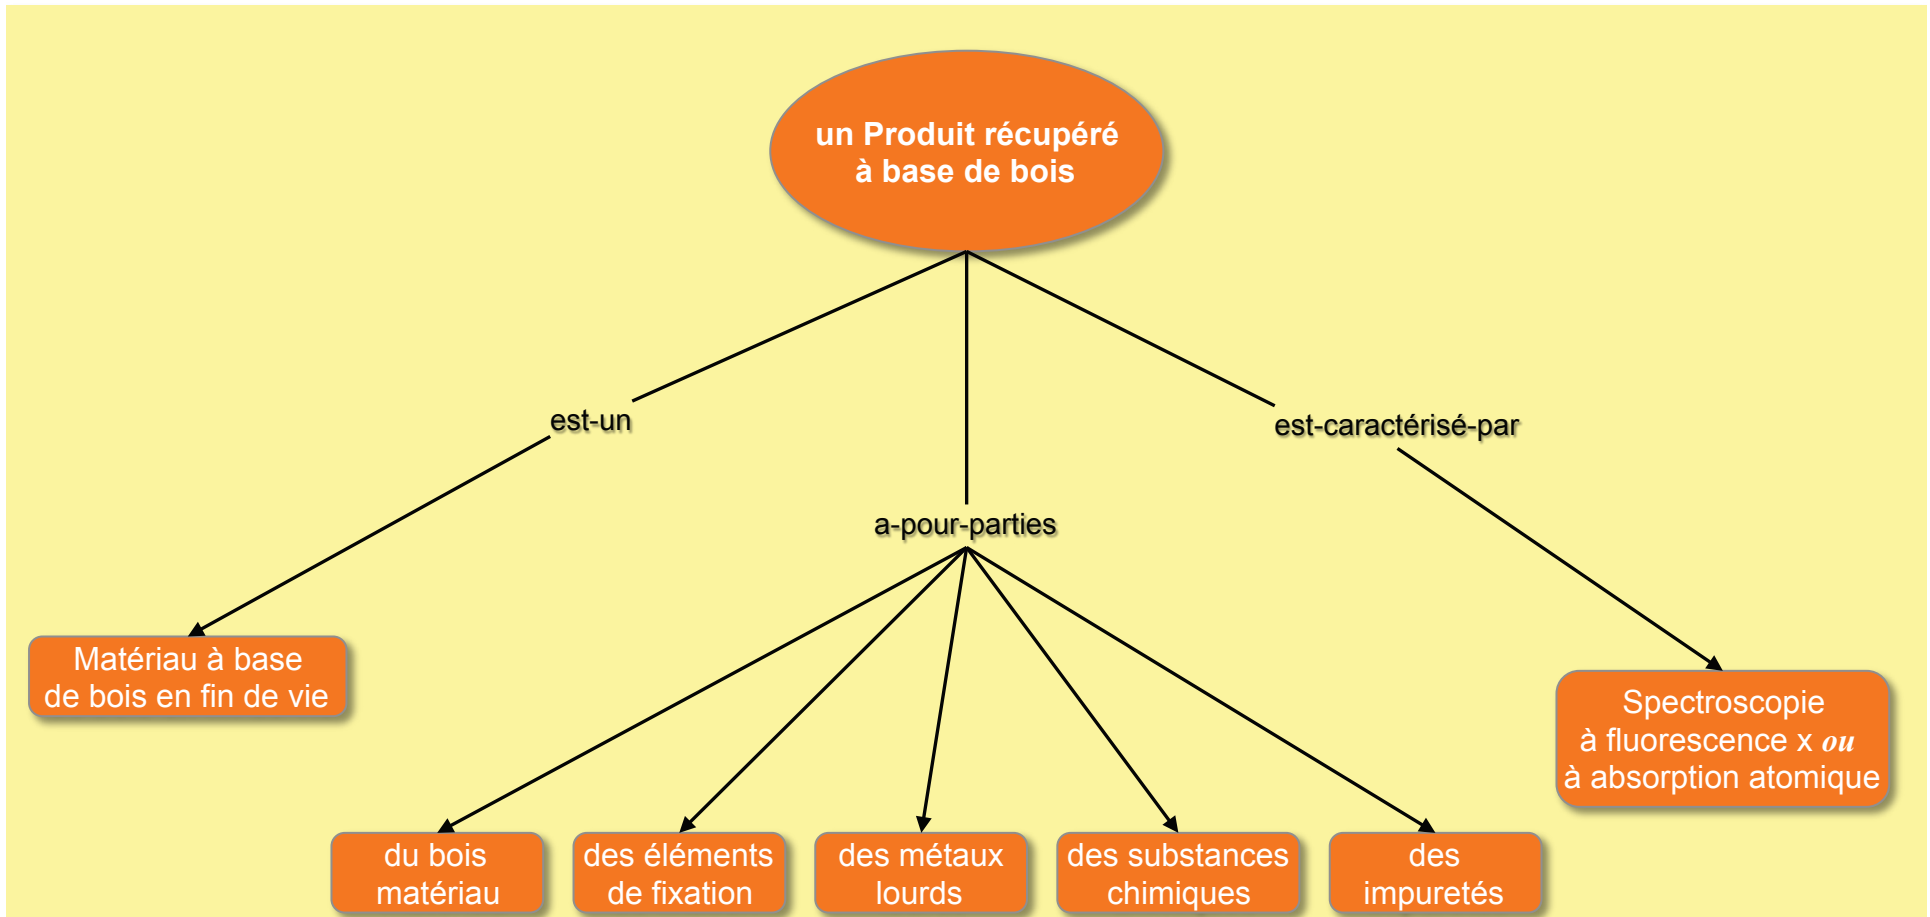 un Produit récupéré
à base de bois
est-un
est-caractérisé-par
a-pour-parties
Matériau à base
de bois en fin de vie
Spectroscopie
à fluorescence x ou
à absorption atomique
du bois
matériau
des éléments
de fixation
des métaux
lourds
des substances
chimiques
des
impuretés